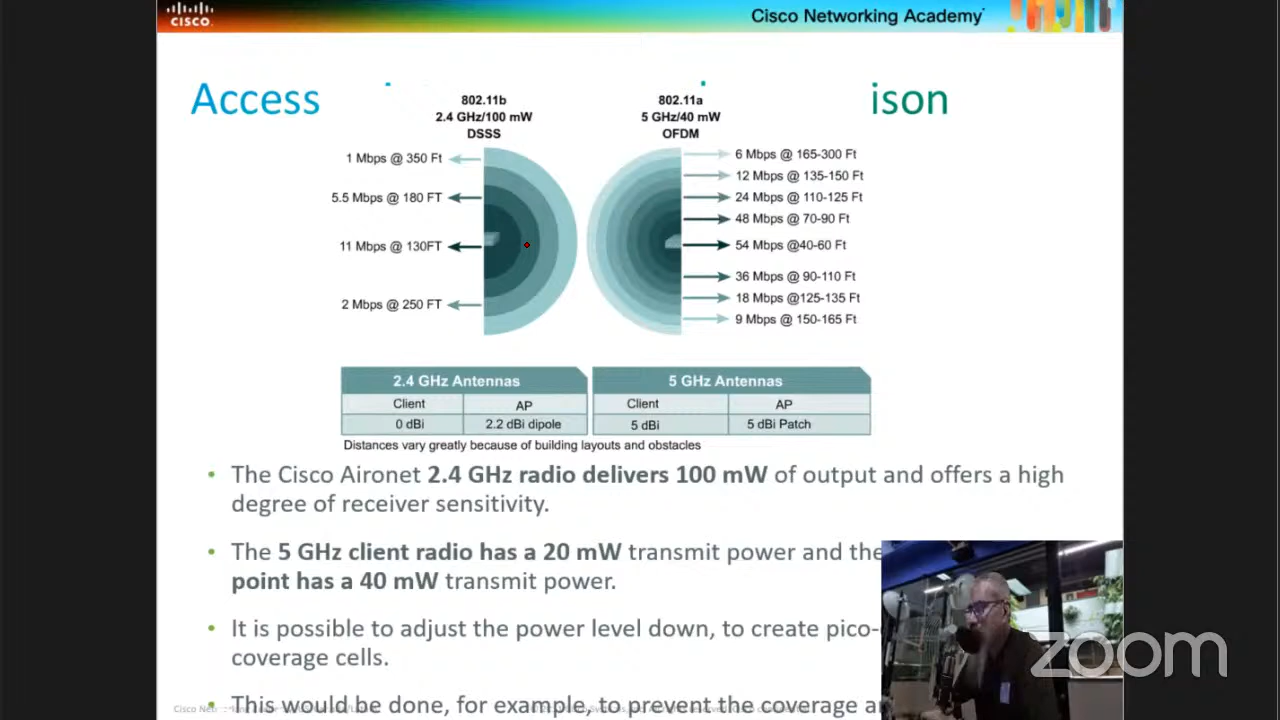 CISCO
Cisco Networking Academy
Access ison
802.11b
2.4 GHz/100 mW
DSSS
802.11a
5 GHz/40 mW
OFDM
1 Mbps @ 350 Ft
5.5 Mbps @ 180 FT
11 Mbps @ 130FT
2 Mbps @ 250 FT
6 Mbps @ 165-300 Ft
12 Mbps @ 135-150 Ft
24 Mbps @ 110-125 Ft
48 Mbps @ 70-90 Ft
54 Mbps @40-60 Ft
36 Mbps @ 90-110 Ft
18 Mbps @125-135 Ft
9 Mbps @ 150-165 Ft
2.4 GHz Antennas
Client AP
0 dBi 2.2 dBi dipole
5 GHz Antennas
Client AP
5 dBi 5 dBi Patch
Distances vary greatly because of building layouts and obstacles
• The Cisco Aironet 2.4 GHz radio delivers 100 mW of output and offers a high
degree of receiver sensitivity.
• The 5 GHz client radio has a 20 mW transmit power and the
point has a 40 mW transmit power.
• It is possible to adjust the power level down, to create pico-
coverage cells.
• This would be done, for example, to prevent the coverage
zoom